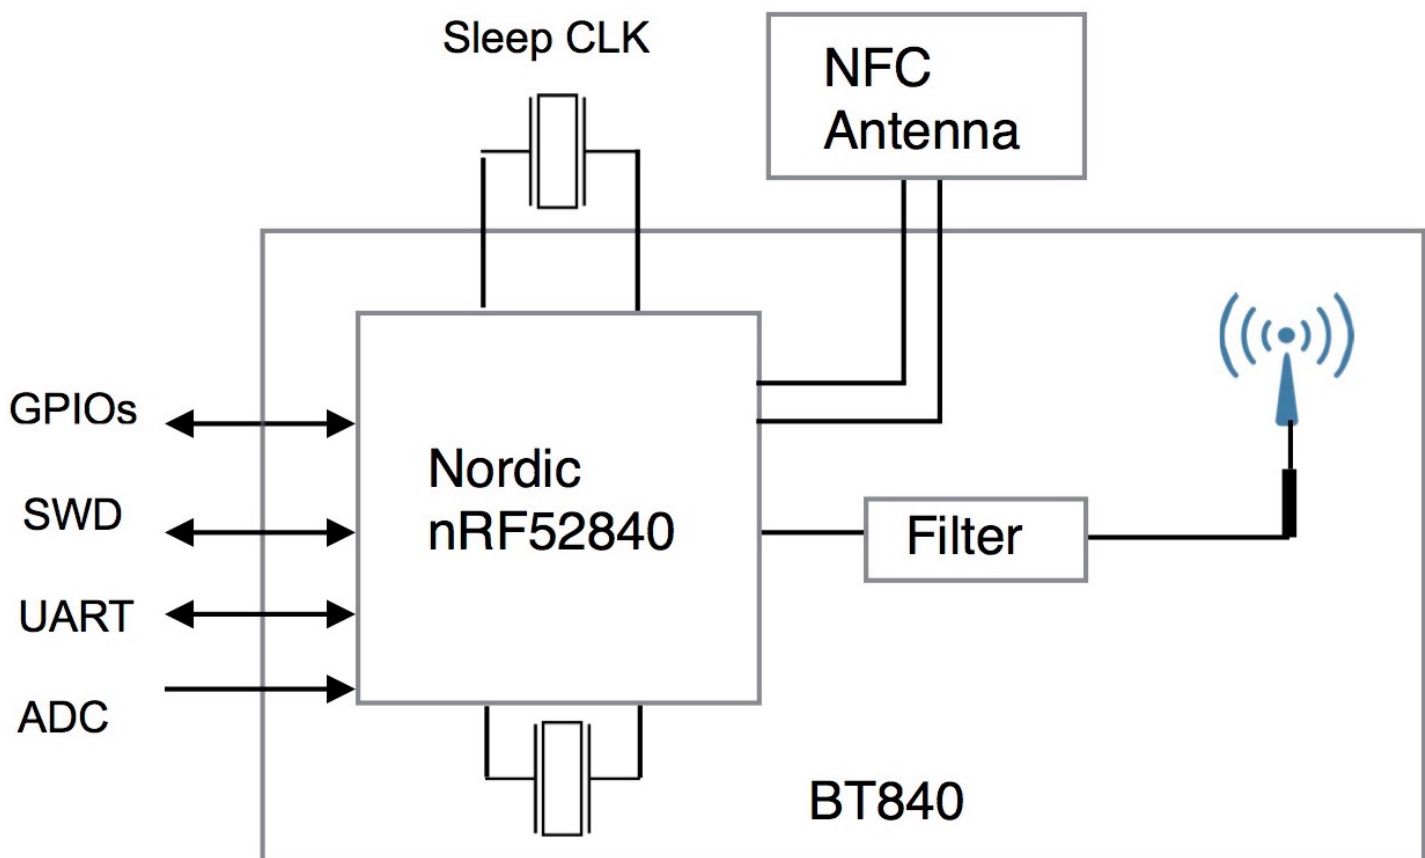 Sleep CLK
NFC
Antenna
GPIOs
SWD
UART
ADC
Nordic
nRF52840
Filter
BT840